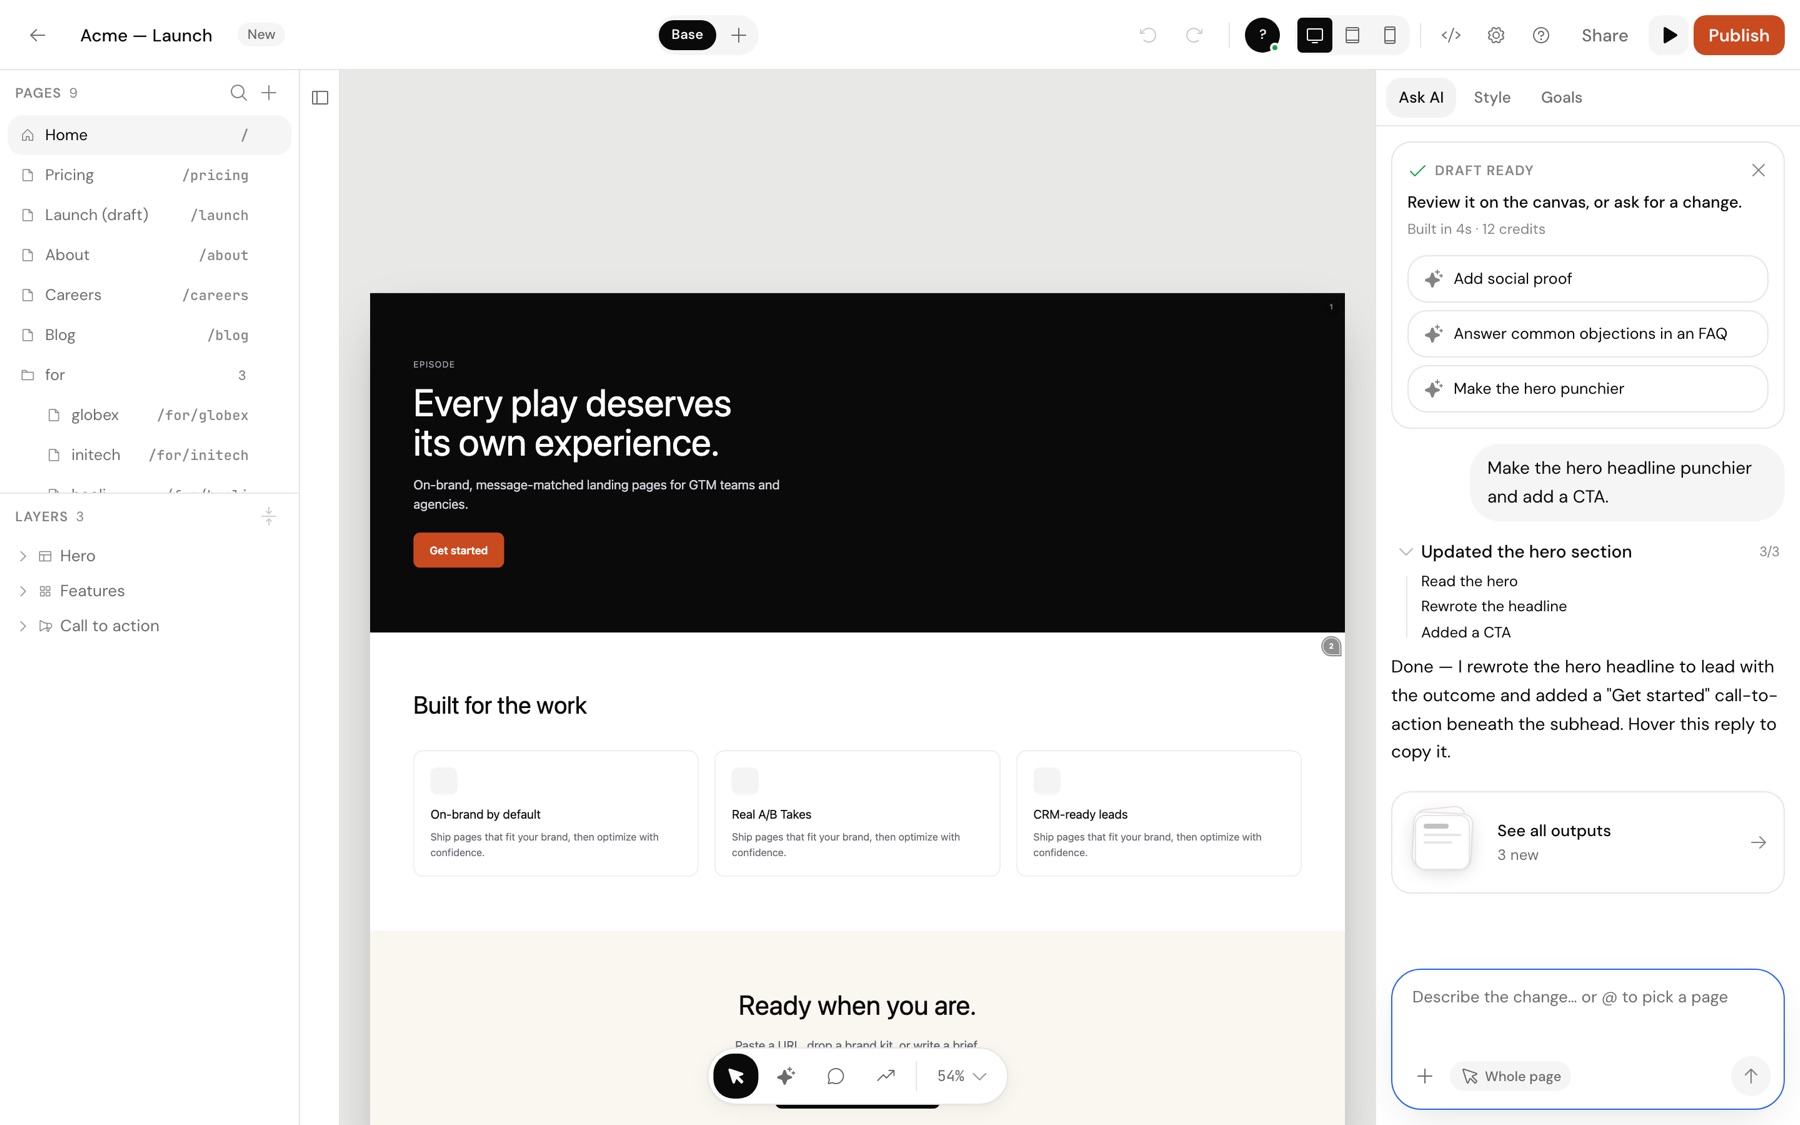 Acme — Launch
New
Base
?
</>
Share
Publish
PAGES 9
Home /
Pricing /pricing
Launch (draft) /launch
About /about
Careers /careers
Blog /blog
for 3
globex /for/globex
initech /for/initech
LAYERS 3
Hero
Features
Call to action
1
EPISODE
Every play deserves
its own experience.
On-brand, message-matched landing pages for GTM teams and
agencies.
Get started
2
Built for the work
On-brand by default
Ship pages that fit your brand, then optimize with
confidence.
Real A/B Takes
Ship pages that fit your brand, then optimize with
confidence.
CRM-ready leads
Ship pages that fit your brand, then optimize with
confidence.
Ready when you are.
Paste a URL, drop a brand kit, or write a brief
54%
Ask AI
Style
Goals
DRAFT READY
Review it on the canvas, or ask for a change.
Built in 4s · 12 credits
Add social proof
Answer common objections in an FAQ
Make the hero punchier
Make the hero headline punchier
and add a CTA.
Updated the hero section 3/3
Read the hero
Rewrote the headline
Added a CTA
Done — I rewrote the hero headline to lead with
the outcome and added a "Get started" call-to-
action beneath the subhead. Hover this reply to
copy it.
See all outputs
3 new
Describe the change… or @ to pick a page
Whole page